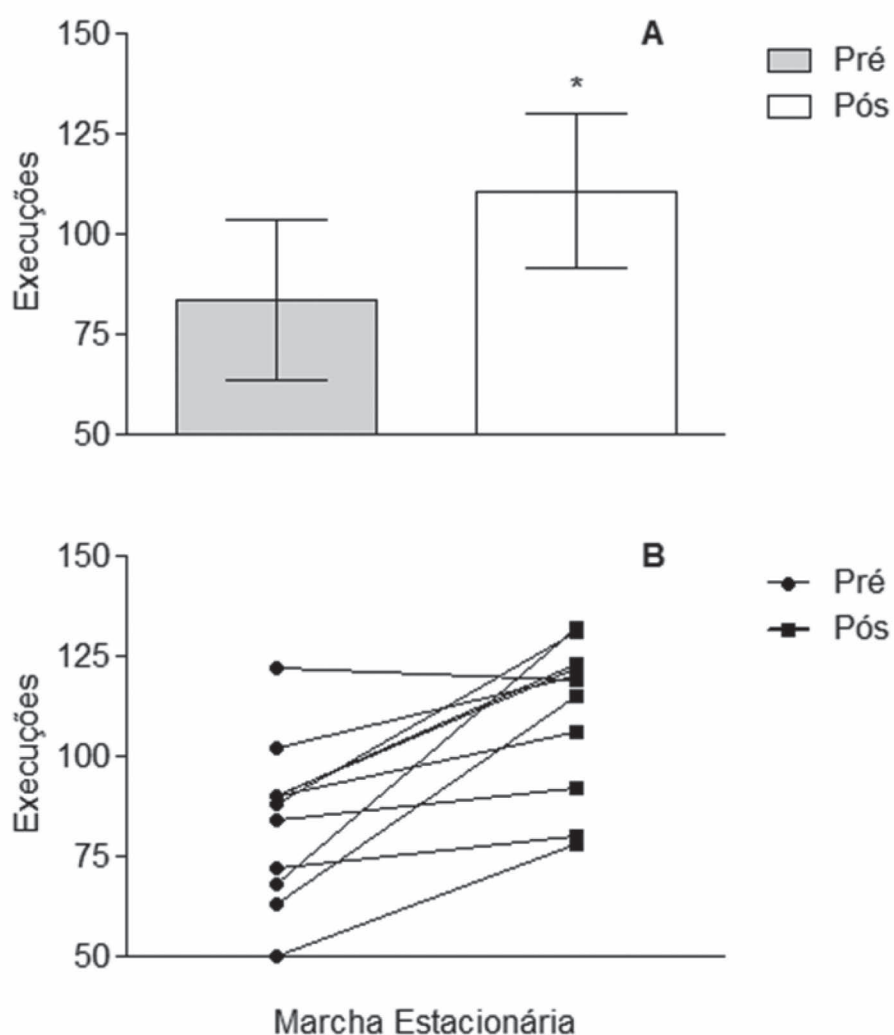 150
125
100
75
50
Execuções
A
*
Pré
Pós
150
125
100
75
50
Execuções
B
Pré
Pós
Marcha Estacionária